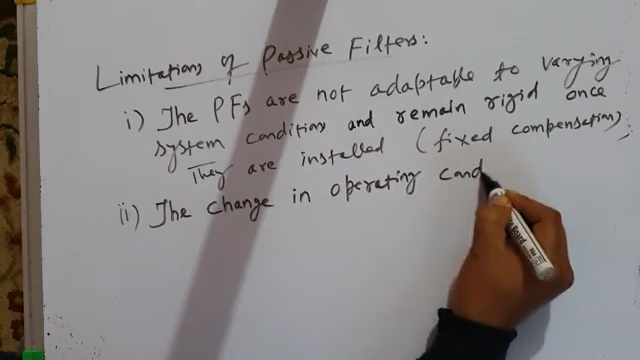 Limitations of Passive Filters:
i) The PFs are not adaptable to varying
system conditions and remain rigid once
They are installed (fixed compensation);
ii) The change in operating cond